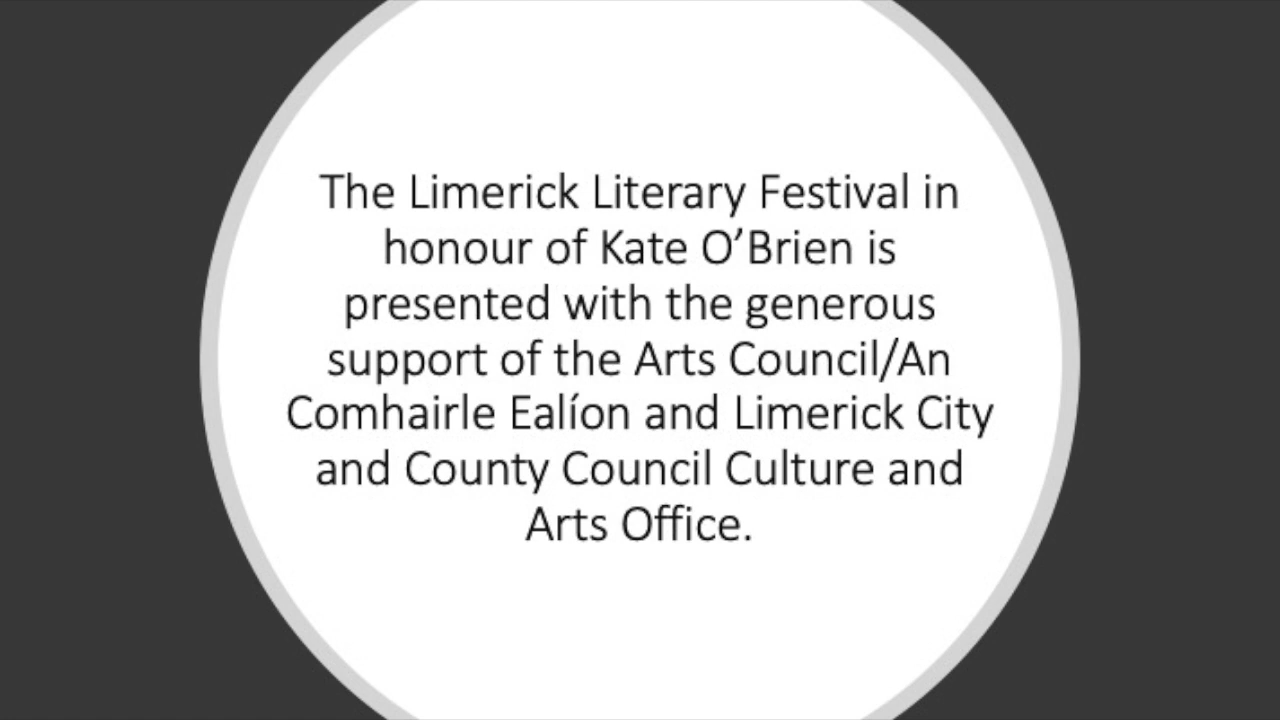 The Limerick Literary Festival in
honour of Kate O’Brien is
presented with the generous
support of the Arts Council/An
Comhairle Ealíon and Limerick City
and County Council Culture and
Arts Office.